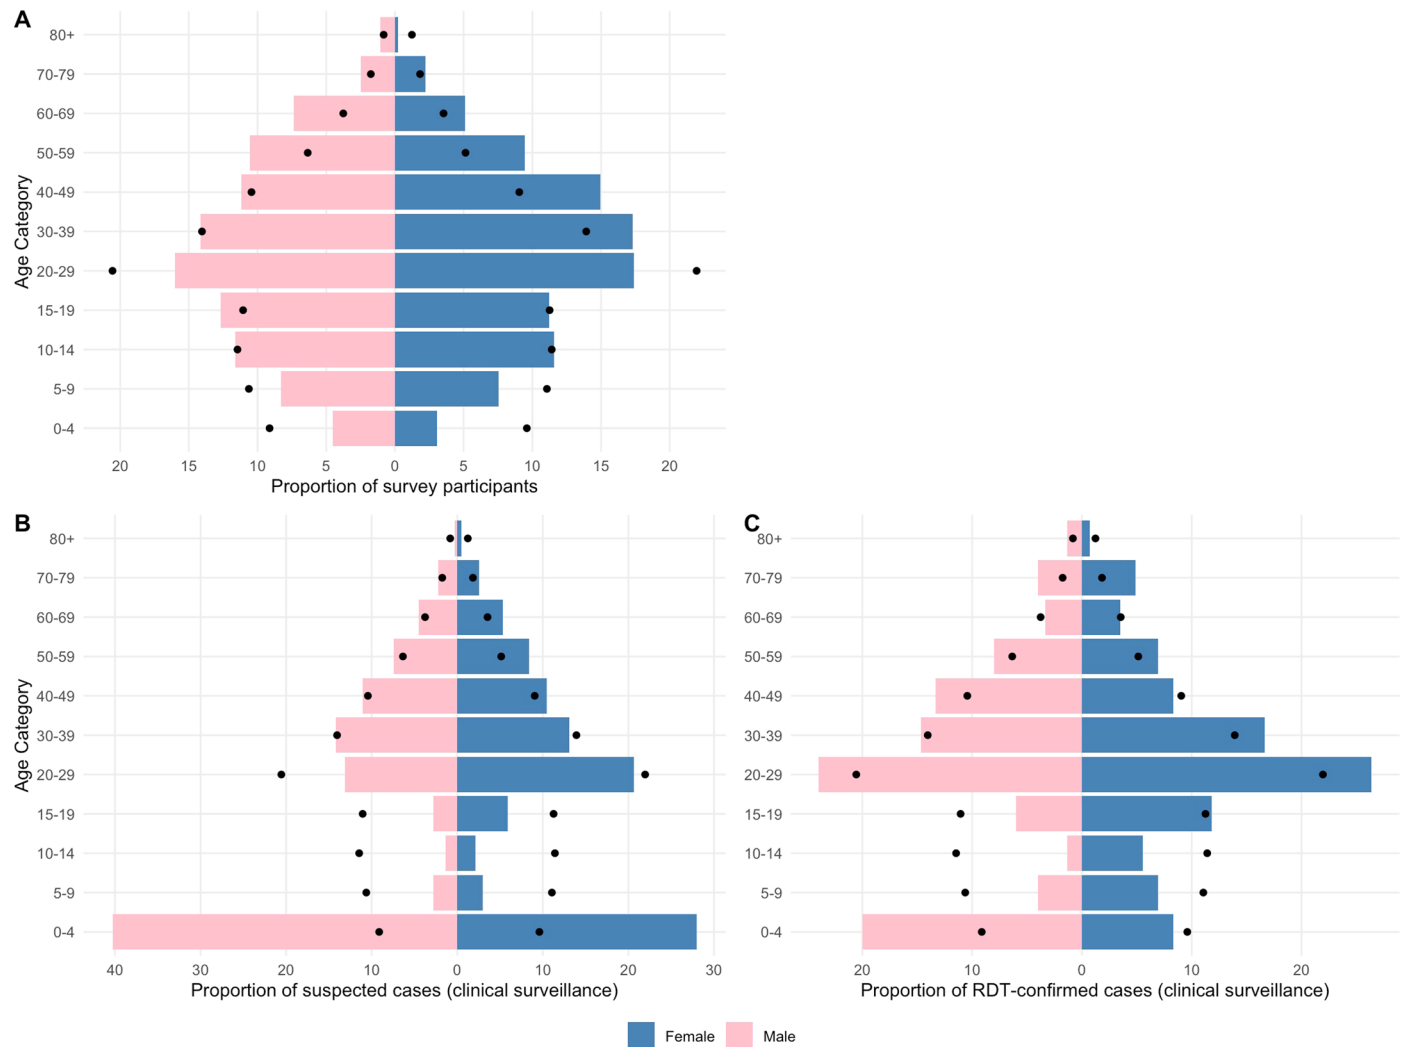 A
Age Category
80+
70-79
60-69
50-59
40-49
30-39
20-29
15-19
10-14
5-9
0-4
20 15 10 5 0 5 10 15 20
Proportion of survey participants
B
Age Category
80+
70-79
60-69
50-59
40-49
30-39
20-29
15-19
10-14
5-9
0-4
40 30 20 10 0 10 20 30
Proportion of suspected cases (clinical surveillance)
C
80+
70-79
60-69
50-59
40-49
30-39
20-29
15-19
10-14
5-9
0-4
20 10 0 10 20
Proportion of RDT-confirmed cases (clinical surveillance)
Female Male